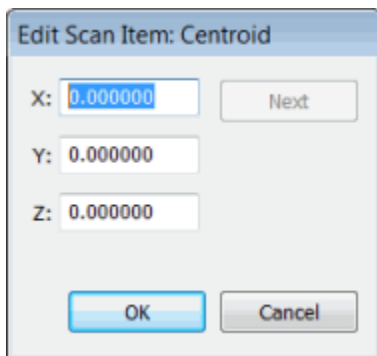 Edit Scan Item: Centroid
X: 0.000000 Next
Y: 0.000000
Z: 0.000000
OK Cancel